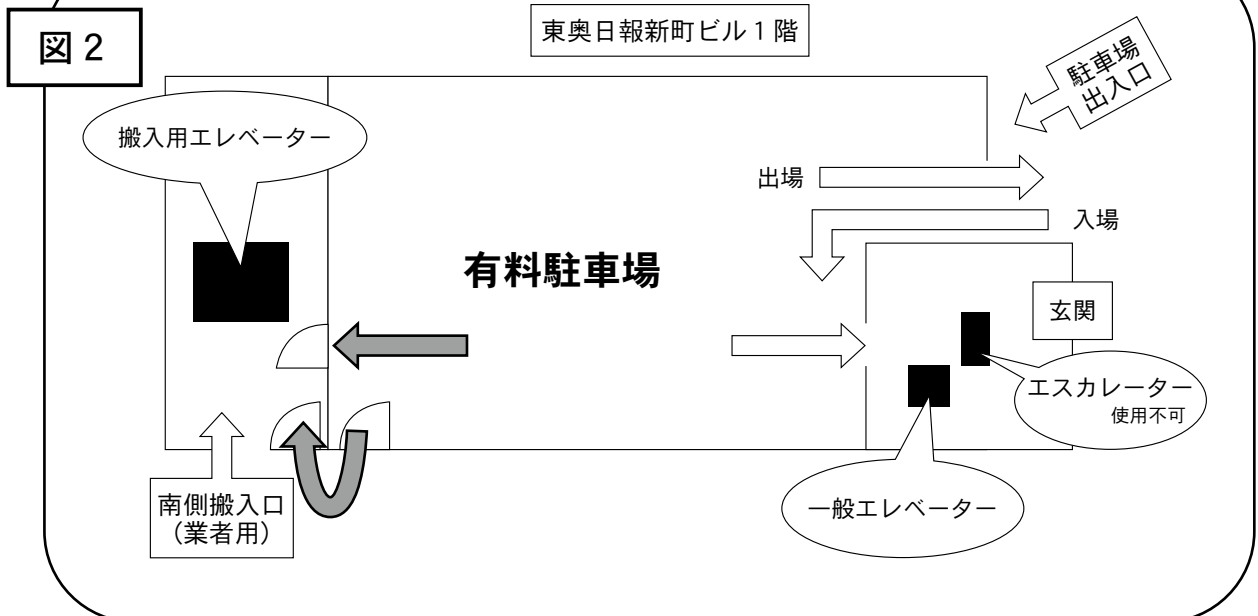 図2
東奥日報新町ビル1階
駐車場
出入口
搬入用エレベーター
出場
入場
有料駐車場
玄関
エスカレーター
使用不可
南側搬入口
(業者用)
一般エレベーター